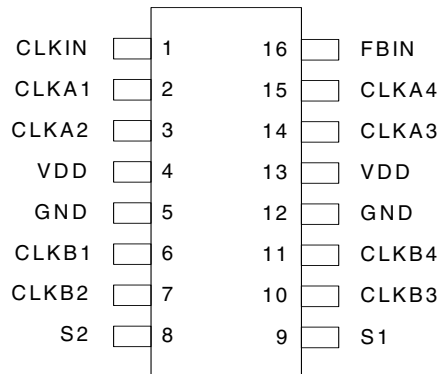 CLKIN 1 16 FBIN
CLKA1 2 15 CLKA4
CLKA2 3 14 CLKA3
VDD 4 13 VDD
GND 5 12 GND
CLKB1 6 11 CLKB4
CLKB2 7 10 CLKB3
S2 8 9 S1